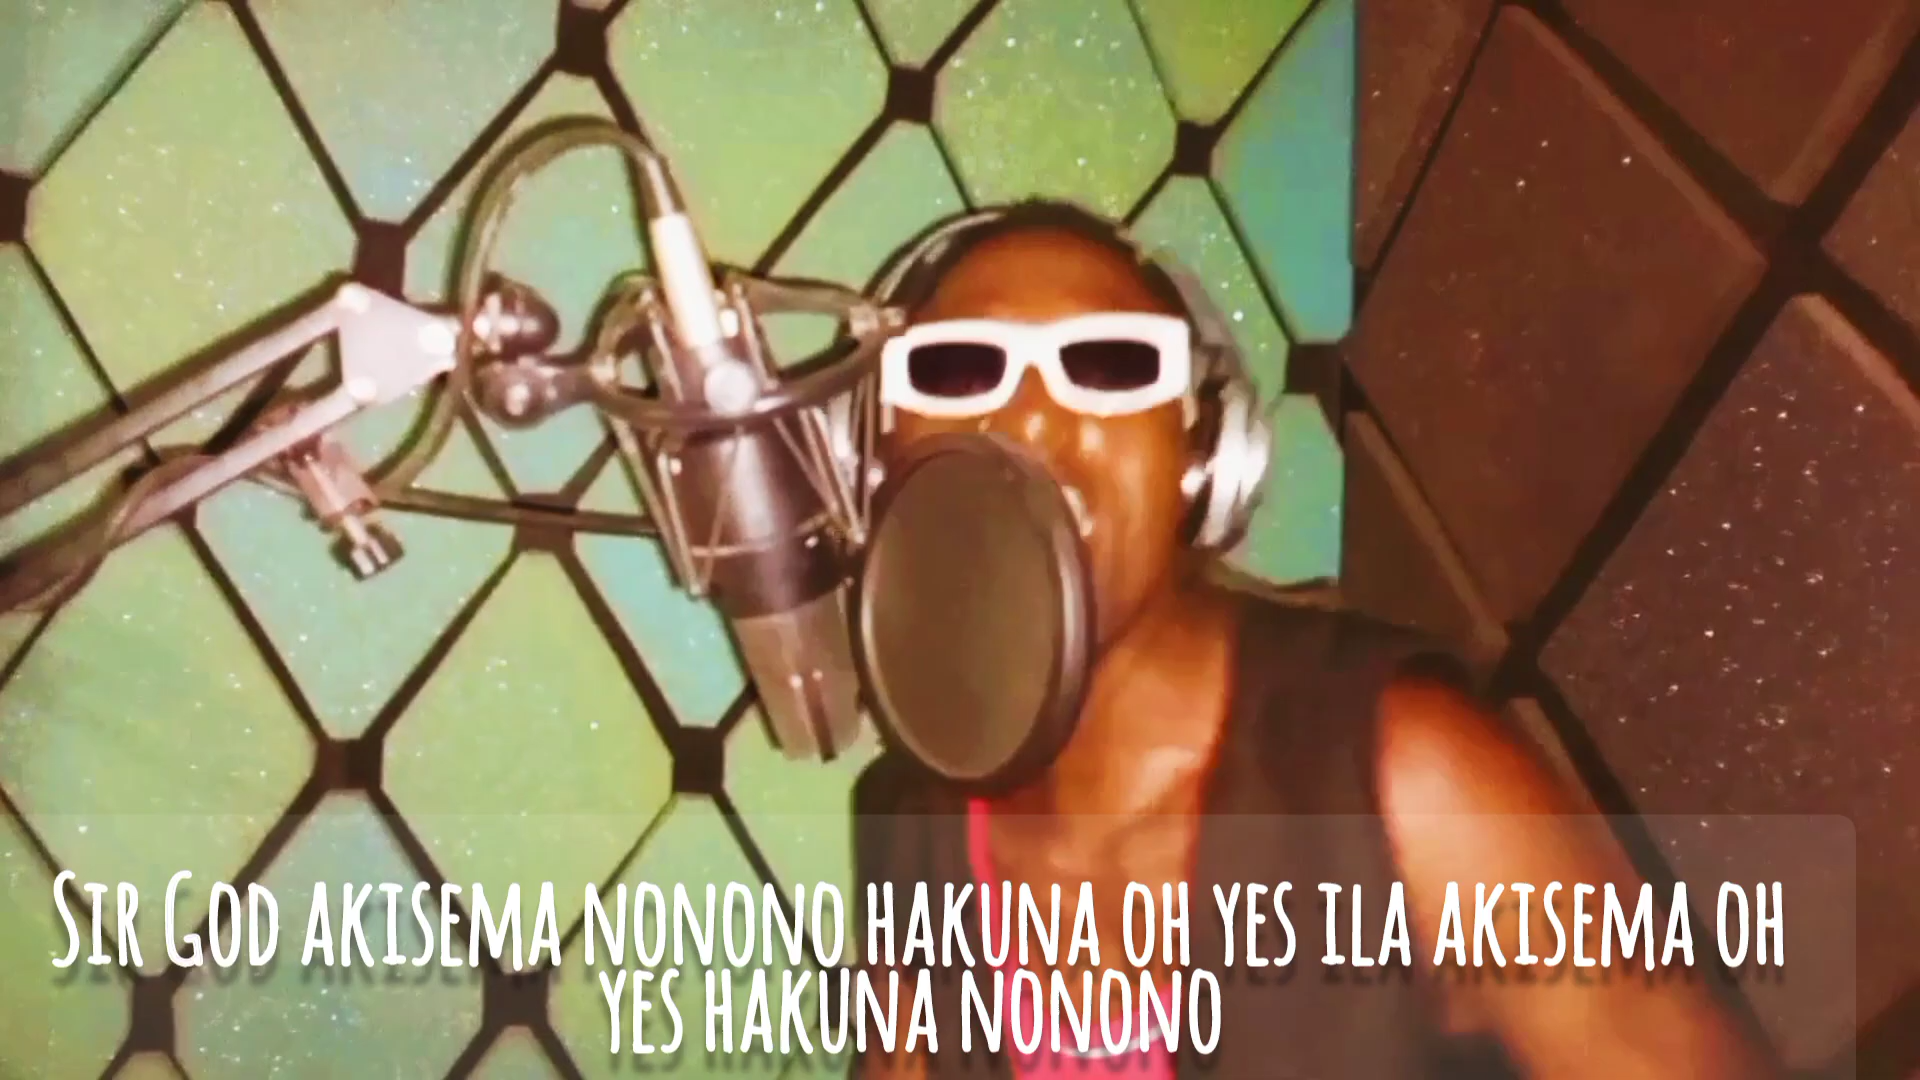 Sir God akisema nonono hakuna oh yes ila akisema oh
yes hakuna nonono